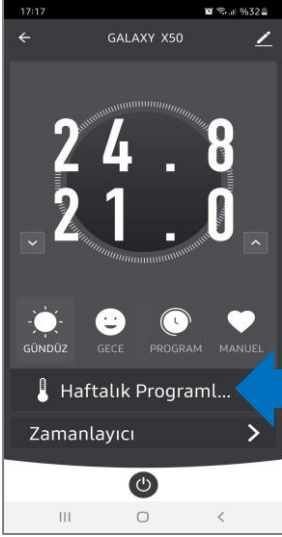 17:17 %32
GALAXY X50
24.8
21.0
GÜNDÜZ GECE PROGRAM MANUEL
Haftalık Programl...
Zamanlayıcı